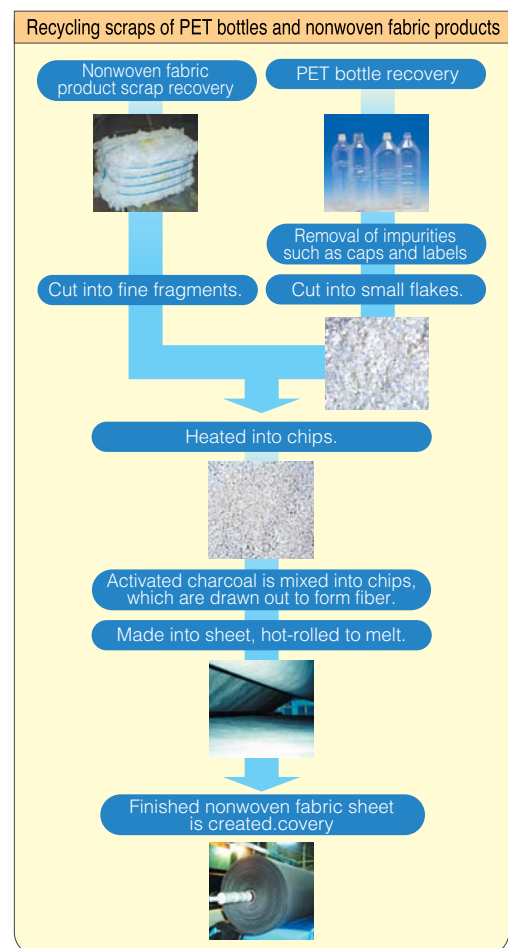 Recycling scraps of PET bottles and nonwoven fabric products
Nonwoven fabric
product scrap recovery
PET bottle recovery
Removal of impurities
such as caps and labels
Cut into fine fragments.
Cut into small flakes.
Heated into chips.
Activated charcoal is mixed into chips,
which are drawn out to form fiber.
Made into sheet, hot-rolled to melt.
Finished nonwoven fabric sheet
is created.covery